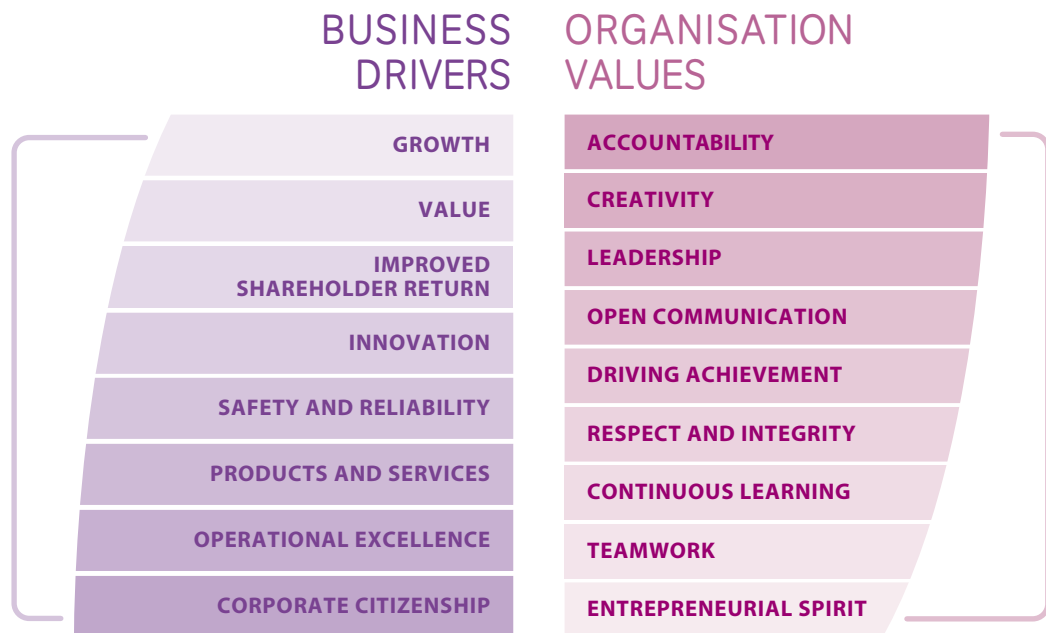 BUSINESS
DRIVERS
GROWTH
VALUE
IMPROVED
SHAREHOLDER RETURN
INNOVATION
SAFETY AND RELIABILITY
PRODUCTS AND SERVICES
OPERATIONAL EXCELLENCE
CORPORATE CITIZENSHIP
ORGANISATION
VALUES
ACCOUNTABILITY
CREATIVITY
LEADERSHIP
OPEN COMMUNICATION
DRIVING ACHIEVEMENT
RESPECT AND INTEGRITY
CONTINUOUS LEARNING
TEAMWORK
ENTREPRENEURIAL SPIRIT